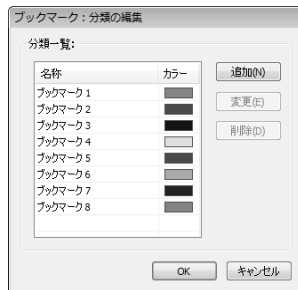 ブックマーク：分類の編集
分類一覧：
名称 カラー
ブックマーク 1
ブックマーク 2
ブックマーク 3
ブックマーク 4
ブックマーク 5
ブックマーク 6
ブックマーク 7
ブックマーク 8
追加(N)
変更(E)
削除(D)
OK キャンセル